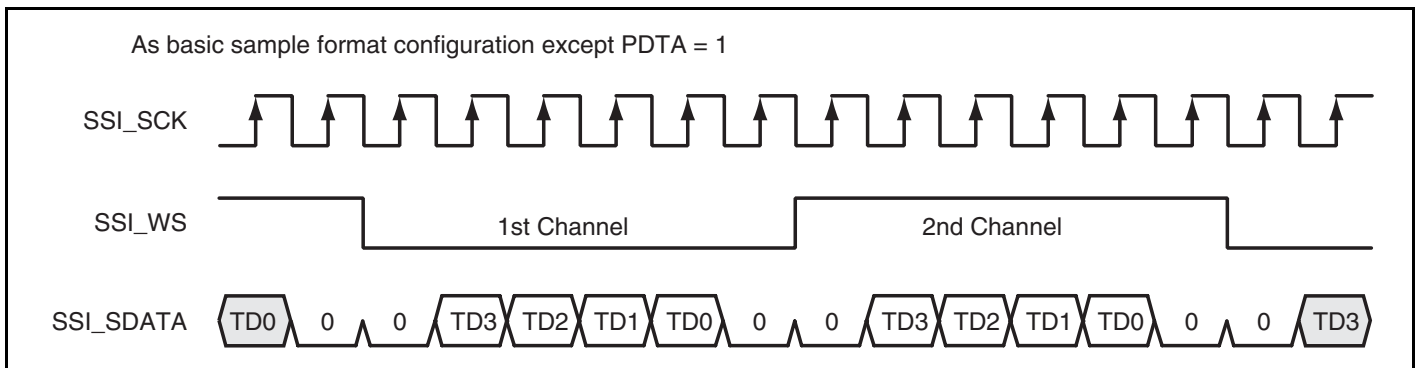 As basic sample format configuration except PDTA = 1
SSI_SCK
SSI_WS 1st Channel 2nd Channel
SSI_SDATA TD0 0 0 TD3 TD2 TD1 TD0 0 0 TD3 TD2 TD1 TD0 0 0 TD3